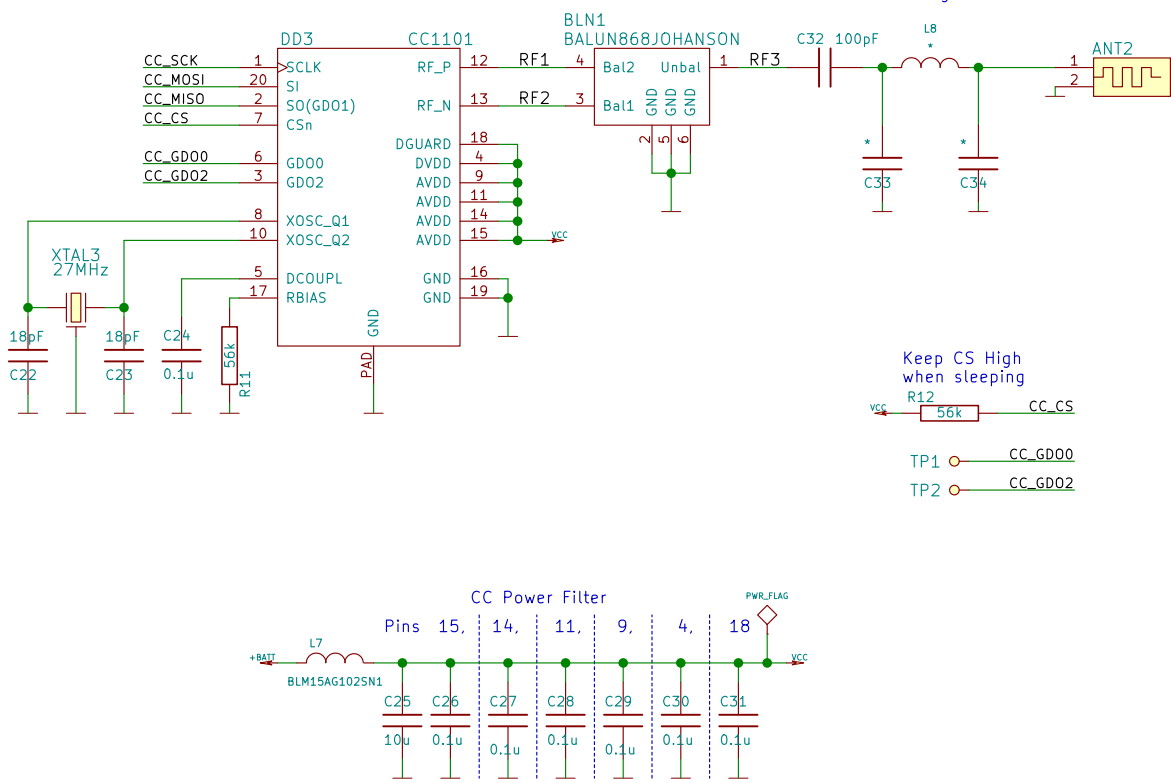 BLN1
BALUN868JOHANSON
DD3 CC1101
C32 100pF
L8
*
ANT2
CC_SCK 1 SCLK RF_P 12 RF1 4 Bal2 Unbal 1 RF3 1
CC_MOSI 20 SI 2
CC_MISO 2 SO(GDO1) RF_N 13 RF2 3 Bal1 GND GND GND
CC_CS 7 CSn
2 5 6
DGUARD 18
* *
CC_GDO0 6 GDO0 DVDD 4
CC_GDO2 3 GDO2 AVDD 9
C33 C34
AVDD 11
8 XOSC_Q1 AVDD 14
10 XOSC_Q2 AVDD 15 VCC
XTAL3
27MHz
5 DCOUPL GND 16
17 RBIAS GND 19
GND
PAD
18pF 18pF C24
C22 C23 0.1u
56k
R11
Keep CS High
when sleeping
R12
VCC 56k CC_CS
TP1 CC_GDO0
TP2 CC_GDO2
CC Power Filter
PWR_FLAG
Pins 15, 14, 11, 9, 4, 18
L7
+BATT VCC
BLM15AG102SN1
C25 C26 C27 C28 C29 C30 C31
10u 0.1u 0.1u 0.1u 0.1u 0.1u 0.1u